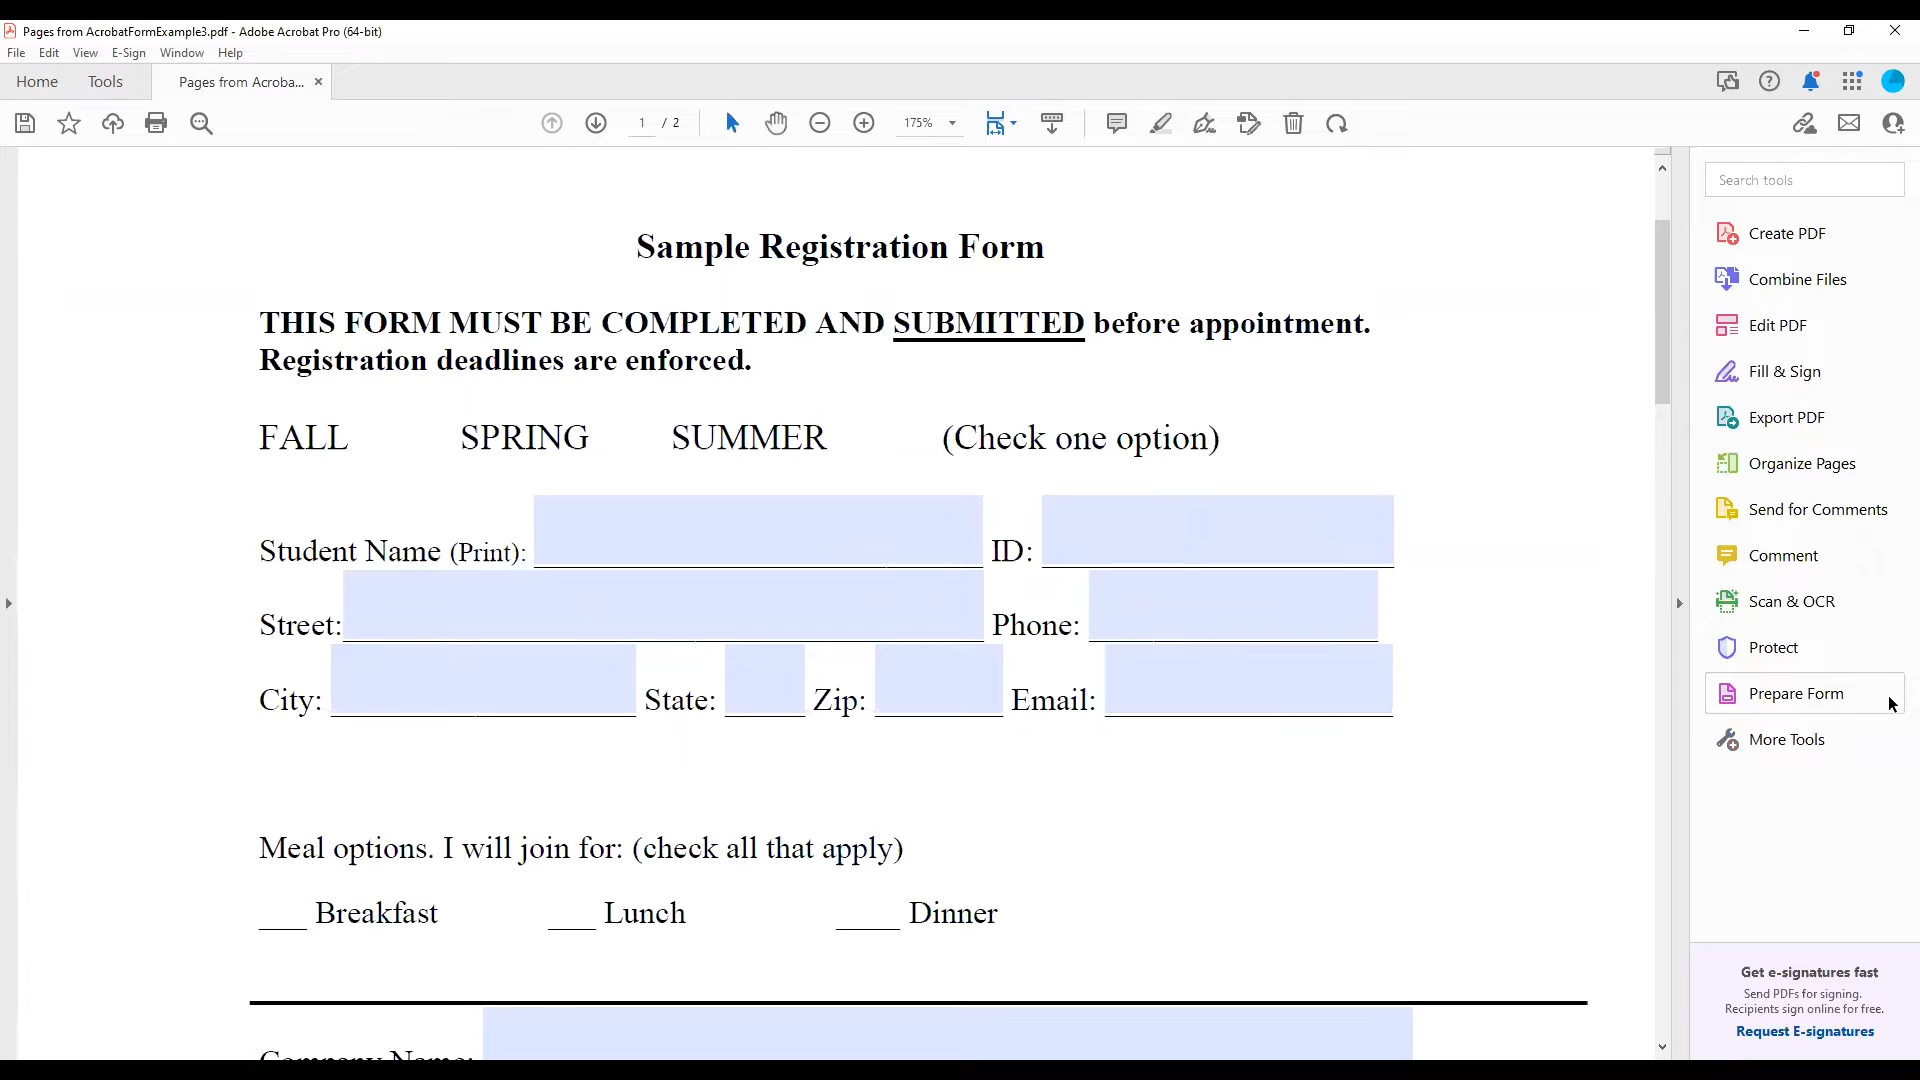 Pages from AcrobatFormExample3.pdf - Adobe Acrobat Pro (64-bit)
File Edit View E-Sign Window Help
Home Tools Pages from Acroba... ×
1 / 2 175%
Search tools
Create PDF
Combine Files
Edit PDF
Fill & Sign
Export PDF
Organize Pages
Send for Comments
Comment
Scan & OCR
Protect
Prepare Form
More Tools
Get e-signatures fast
Send PDFs for signing.
Recipients sign online for free.
Request E-signatures
Sample Registration Form
THIS FORM MUST BE COMPLETED AND SUBMITTED before appointment.
Registration deadlines are enforced.
FALL SPRING SUMMER (Check one option)
Student Name (Print): ID:
Street: Phone:
City: State: Zip: Email:
Meal options. I will join for: (check all that apply)
___ Breakfast ___ Lunch ____ Dinner
Company Name: